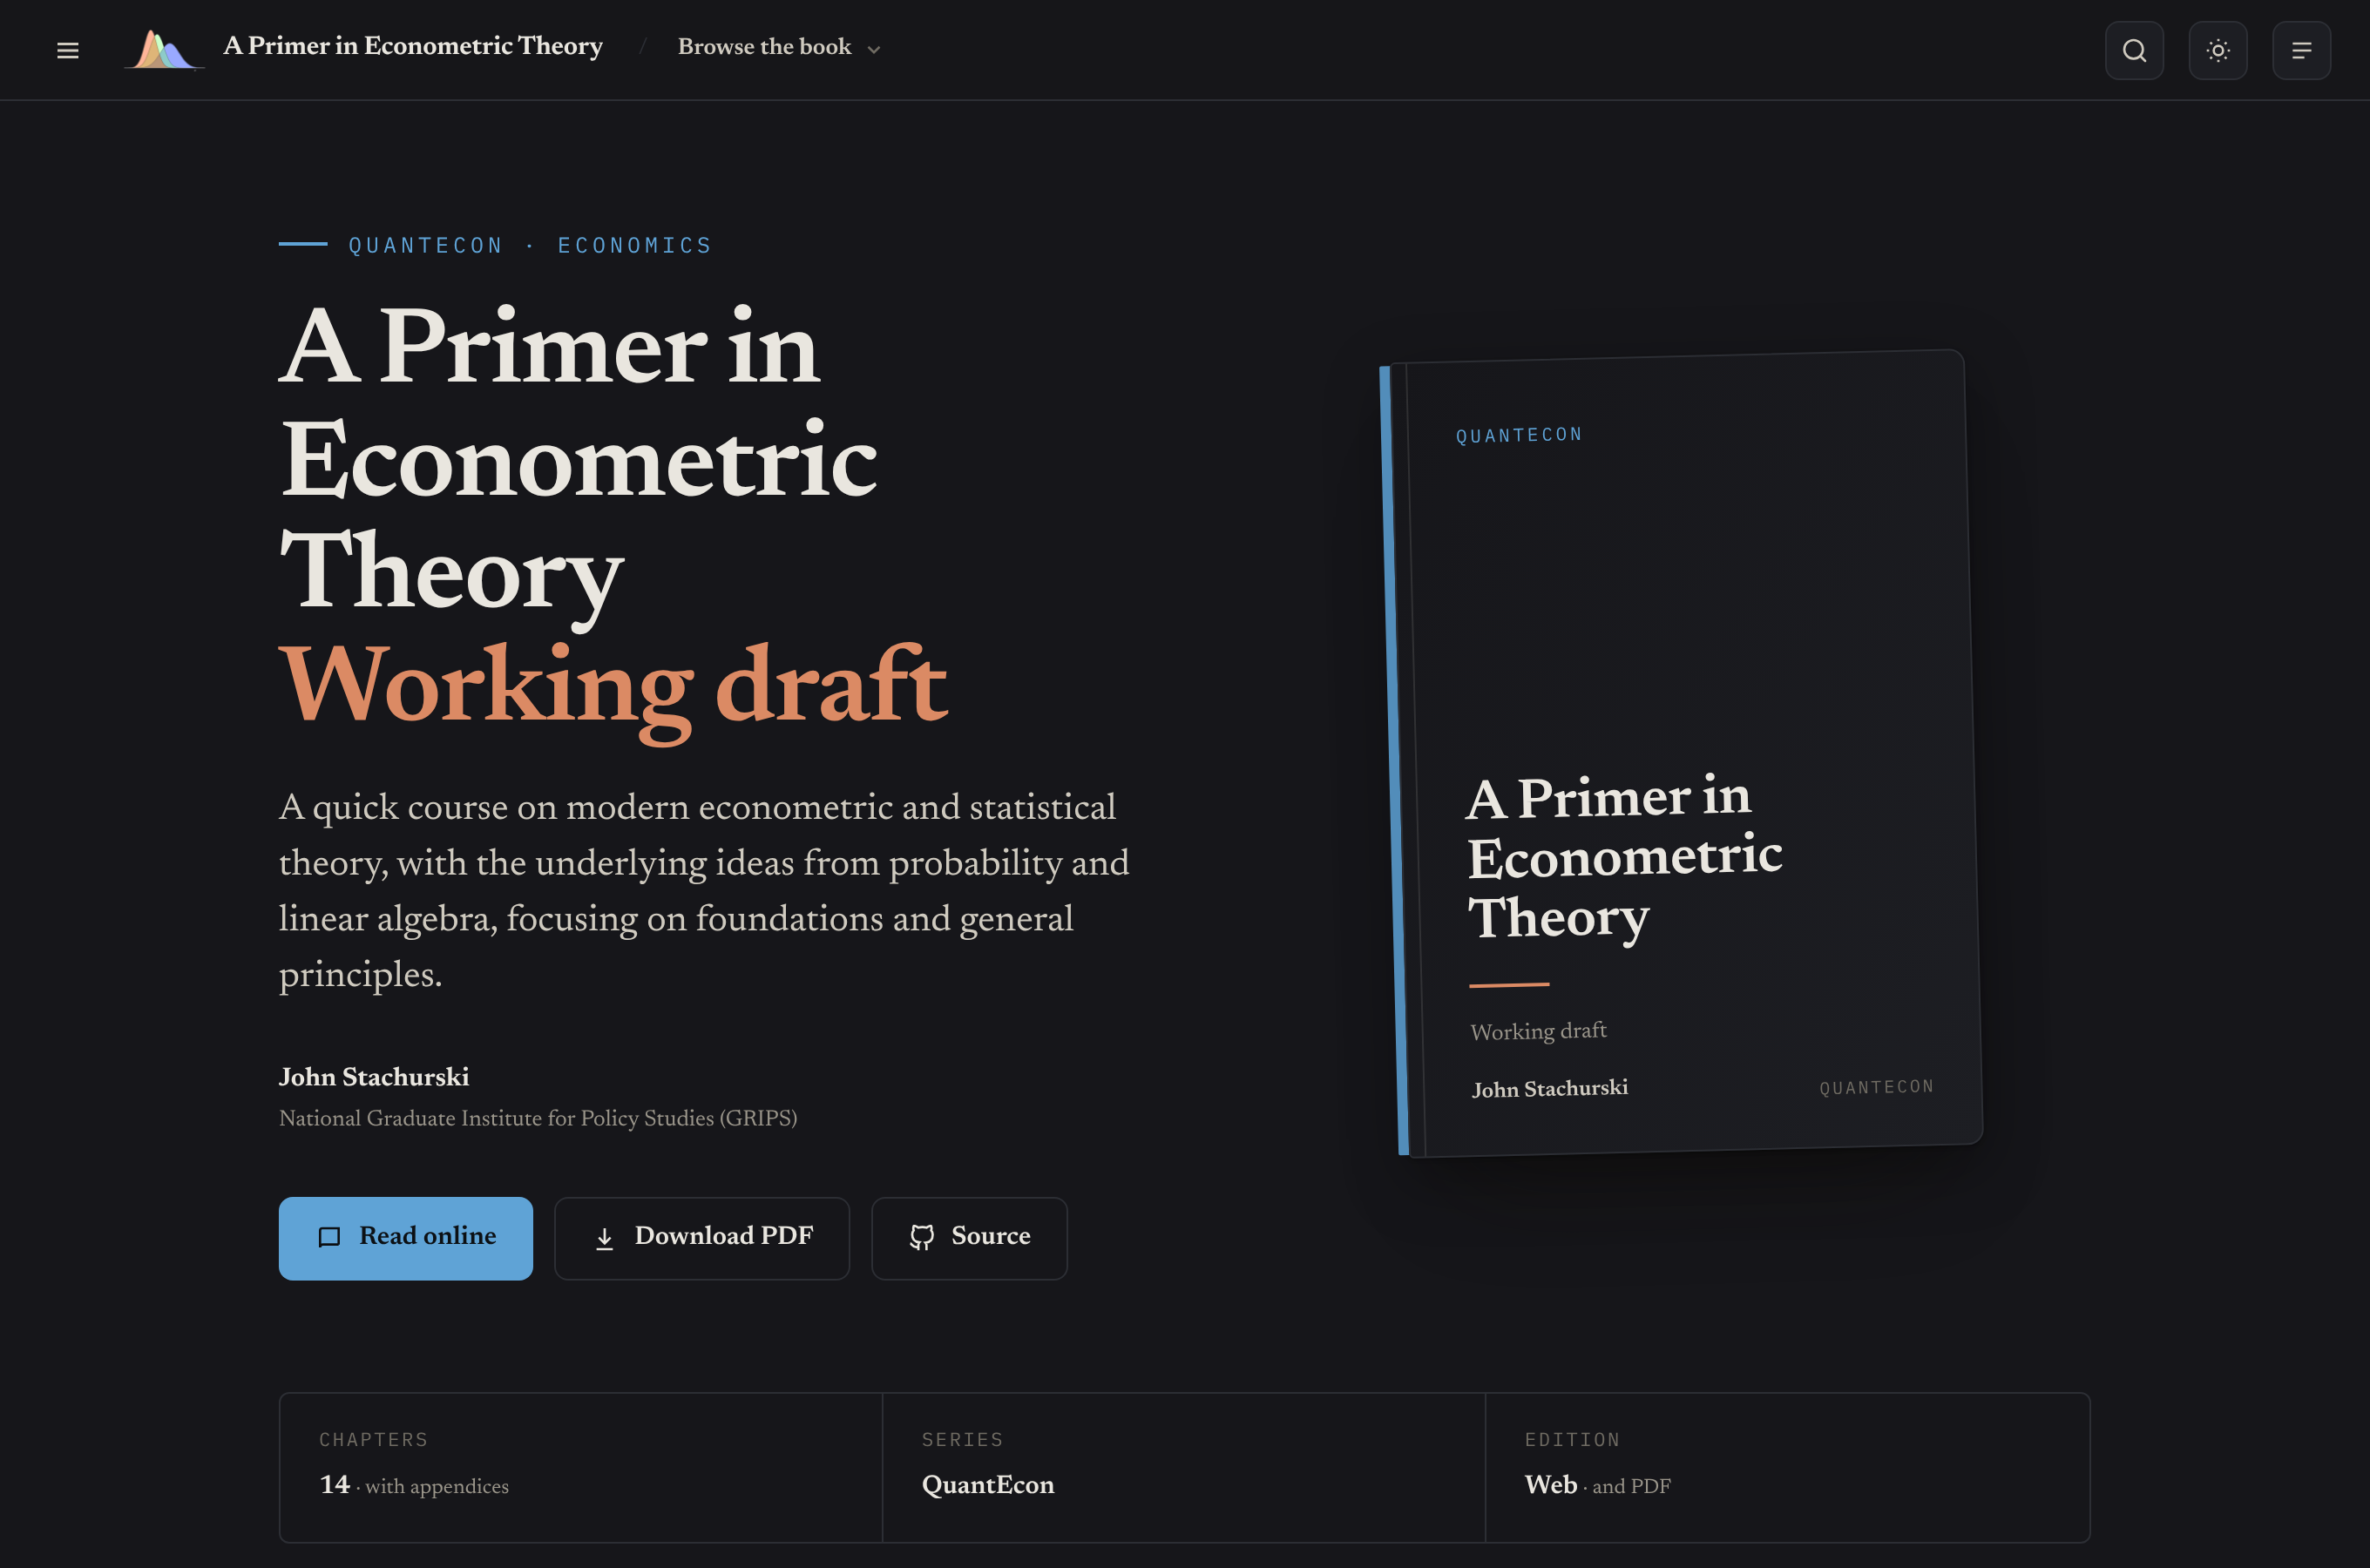 A Primer in Econometric Theory / Browse the book
QUANTECON · ECONOMICS
A Primer in
Econometric
Theory
Working draft
A quick course on modern econometric and statistical
theory, with the underlying ideas from probability and
linear algebra, focusing on foundations and general
principles.
John Stachurski
National Graduate Institute for Policy Studies (GRIPS)
Read online
Download PDF
Source
QUANTECON
A Primer in
Econometric
Theory
Working draft
John Stachurski
QUANTECON
CHAPTERS
14 · with appendices
SERIES
QuantEcon
EDITION
Web · and PDF